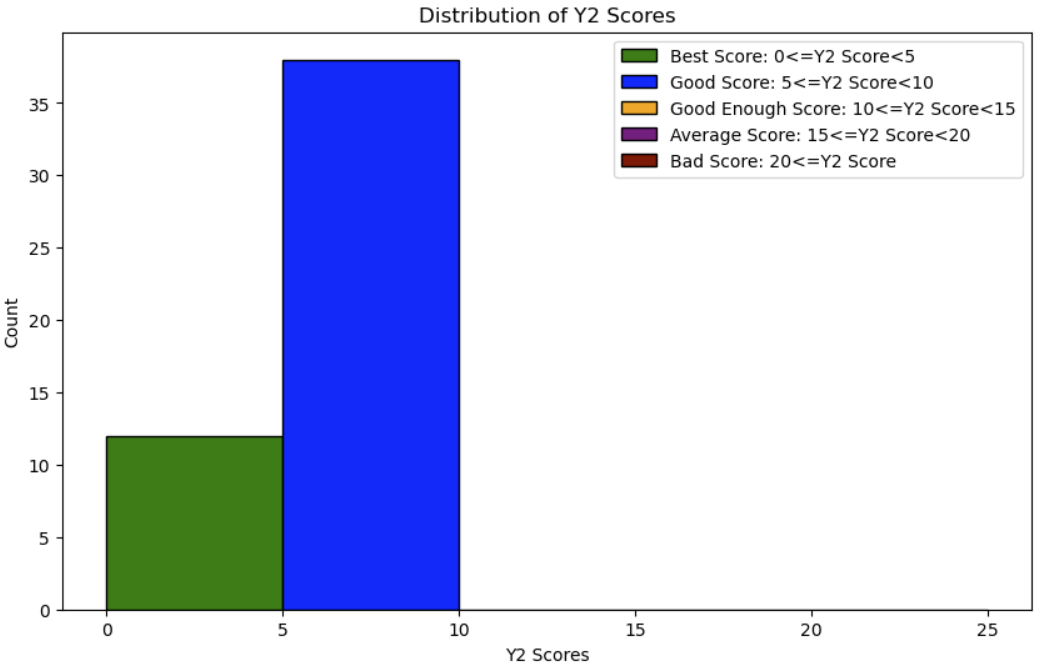 Distribution of Y2 Scores
Best Score: 0<=Y2 Score<5
Good Score: 5<=Y2 Score<10
Good Enough Score: 10<=Y2 Score<15
Average Score: 15<=Y2 Score<20
Bad Score: 20<=Y2 Score
Count
35
30
25
20
15
10
5
0
0 5 10 15 20 25
Y2 Scores